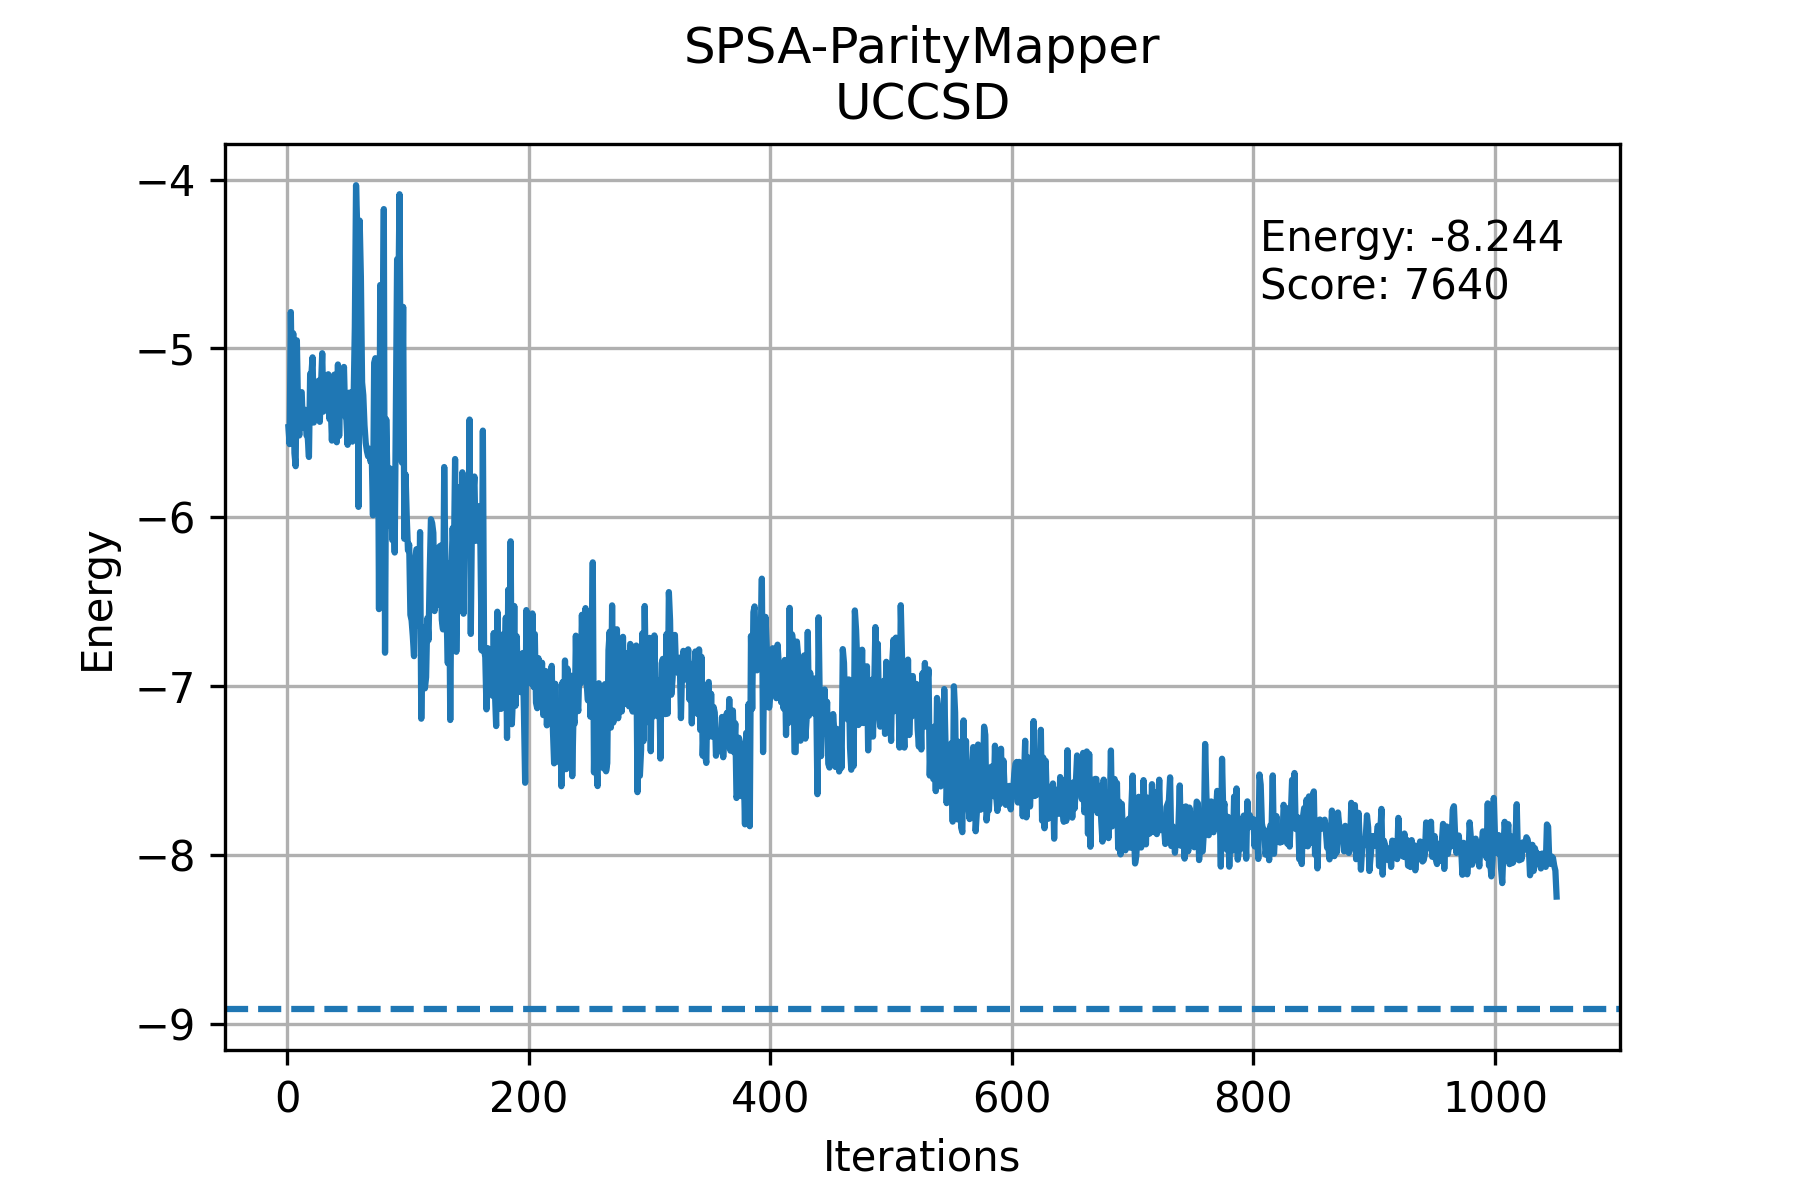 SPSA-ParityMapper
UCCSD
Energy: -8.244
Score: 7640
Energy
−4
−5
−6
−7
−8
−9
0 200 400 600 800 1000
Iterations